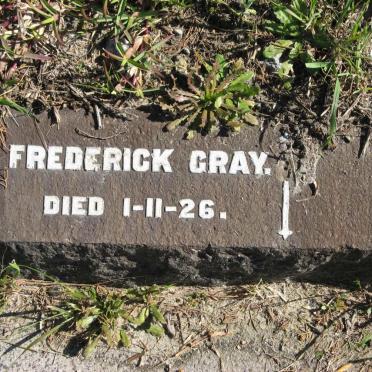 FREDERICK GRAY.
DIED 1-11-26.